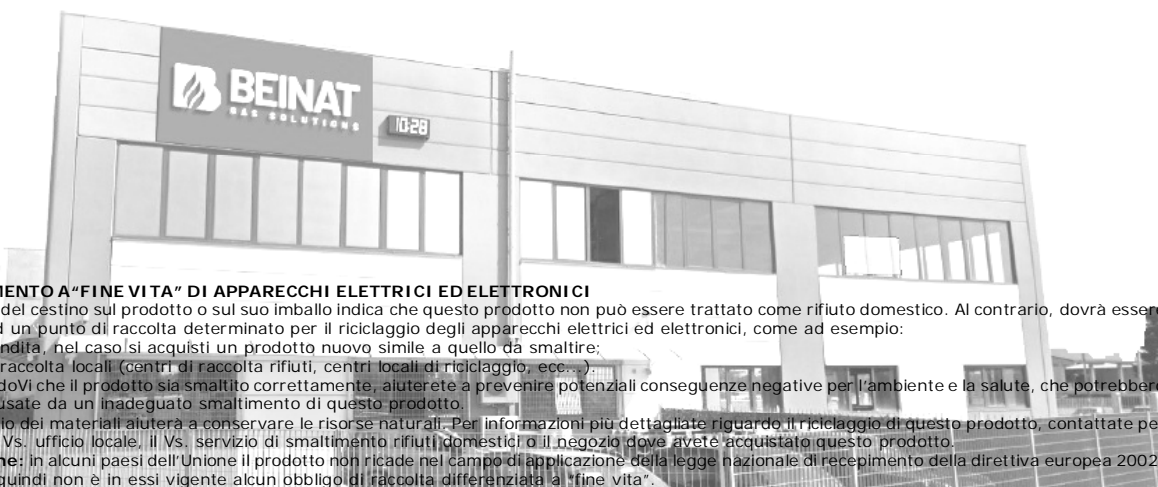 BEINAT
GAS SOLUTIONS
10:28
MENTO A “FINE VITA” DI APPARECCHI ELETTRICI ED ELETTRONICI
del cestino sul prodotto o sul suo imballo indica che questo prodotto non può essere trattato come rifiuto domestico. Al contrario, dovrà essere
d un punto di raccolta determinato per il riciclaggio degli apparecchi elettrici ed elettronici, come ad esempio:
ndita, nel caso si acquisti un prodotto nuovo simile a quello da smaltire;
raccolta locali (centri di raccolta rifiuti, centri locali di riciclaggio, ecc...).
doVi che il prodotto sia smaltito correttamente, aiuterete a prevenire potenziali conseguenze negative per l’ambiente e la salute, che potrebbero
usate da un inadeguato smaltimento di questo prodotto.
io dei materiali aiuterà a conservare le risorse naturali. Per informazioni più dettagliate riguardo il riciclaggio di questo prodotto, contattate pe
Vs. ufficio locale, il Vs. servizio di smaltimento rifiuti domestici o il negozio dove avete acquistato questo prodotto.
ne: in alcuni paesi dell’Unione il prodotto non ricade nel campo di applicazione della legge nazionale di recepimento della direttiva europea 2002
quindi non è in essi vigente alcun obbligo di raccolta differenziata a “fine vita”.